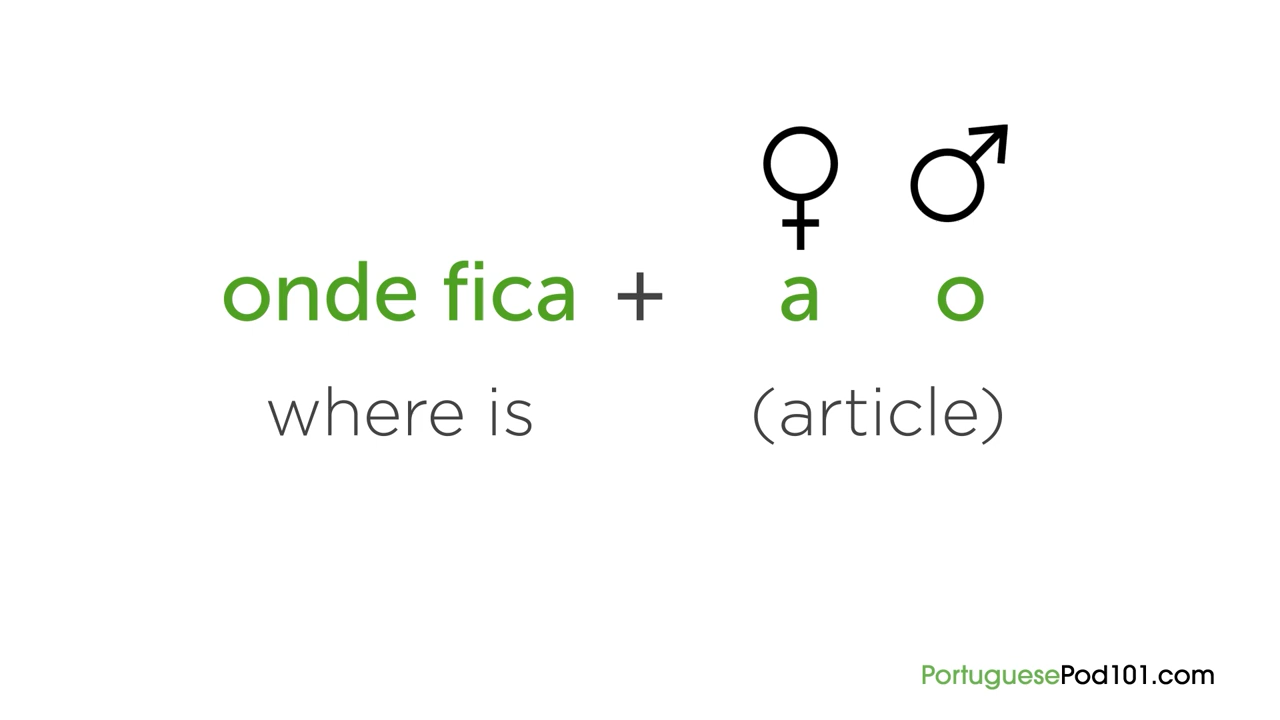 onde fica + a o
where is (article)
PortuguesePod101.com